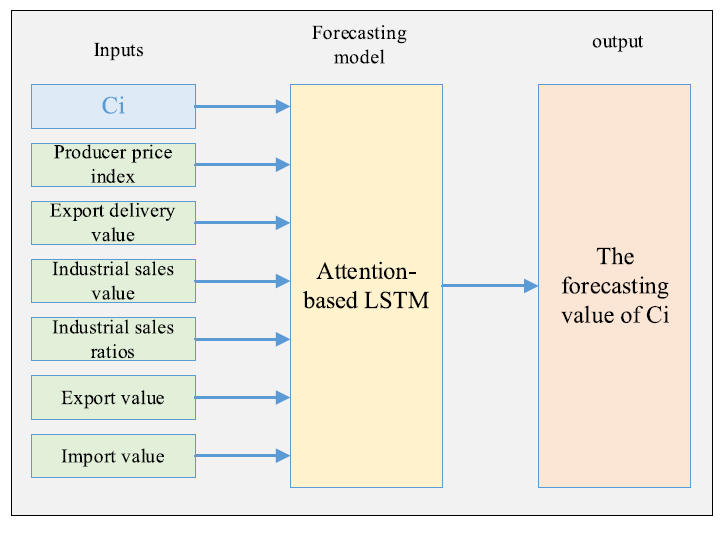 Inputs
Forecasting
model
output
Ci
Producer price
index
Export delivery
value
Industrial sales
value
Industrial sales
ratios
Export value
Import value
Attention-
based LSTM
The
forecasting
value of Ci